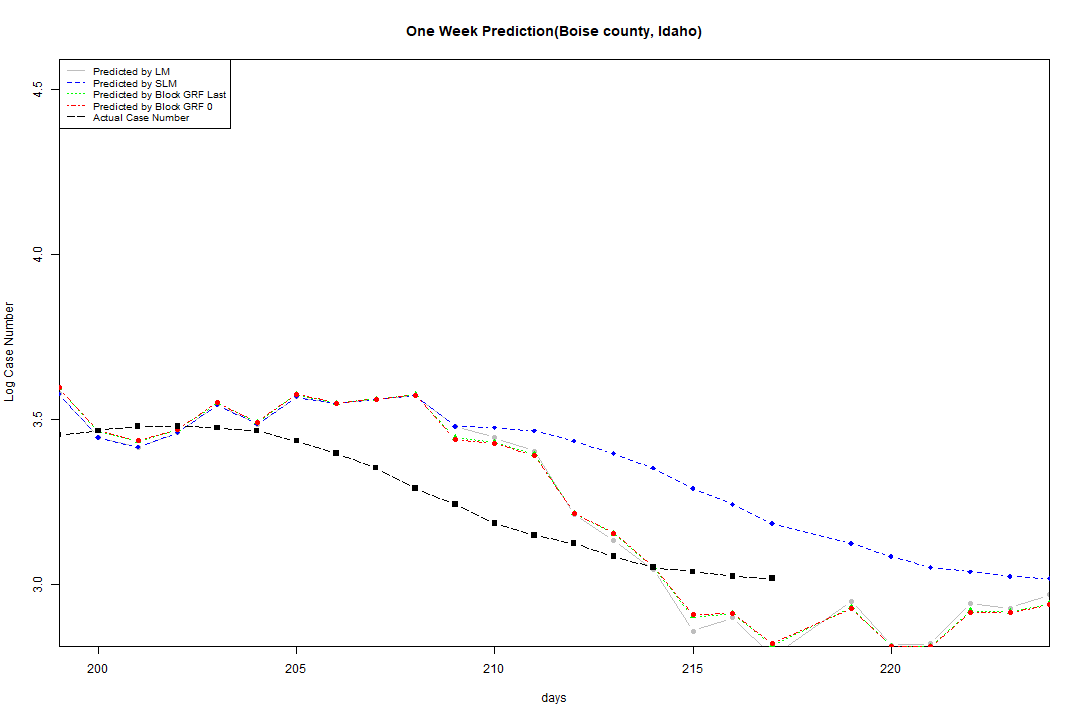 One Week Prediction(Boise county, Idaho)
Predicted by LM
Predicted by SLM
Predicted by Block GRF Last
Predicted by Block GRF 0
Actual Case Number
4.5
4.0
3.5
3.0
Log Case Number
200
205
210
215
220
days